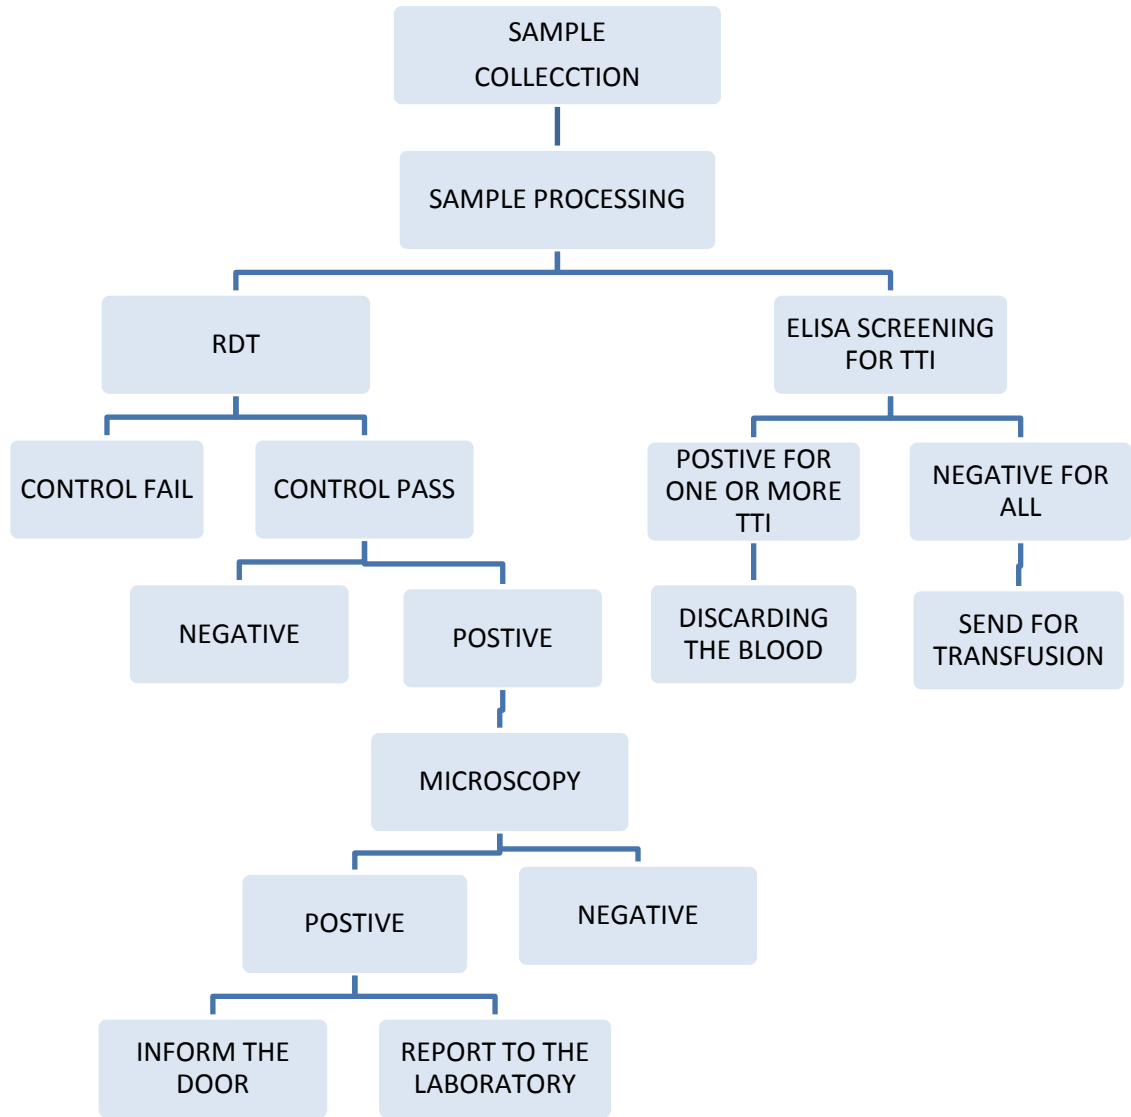 SAMPLE
COLLECCTION
SAMPLE PROCESSING
RDT
ELISA SCREENING
FOR TTI
CONTROL FAIL
CONTROL PASS
POSTIVE FOR
ONE OR MORE
TTI
NEGATIVE FOR
ALL
NEGATIVE
POSTIVE
DISCARDING
THE BLOOD
SEND FOR
TRANSFUSION
MICROSCOPY
POSTIVE
NEGATIVE
INFORM THE
DOOR
REPORT TO THE
LABORATORY